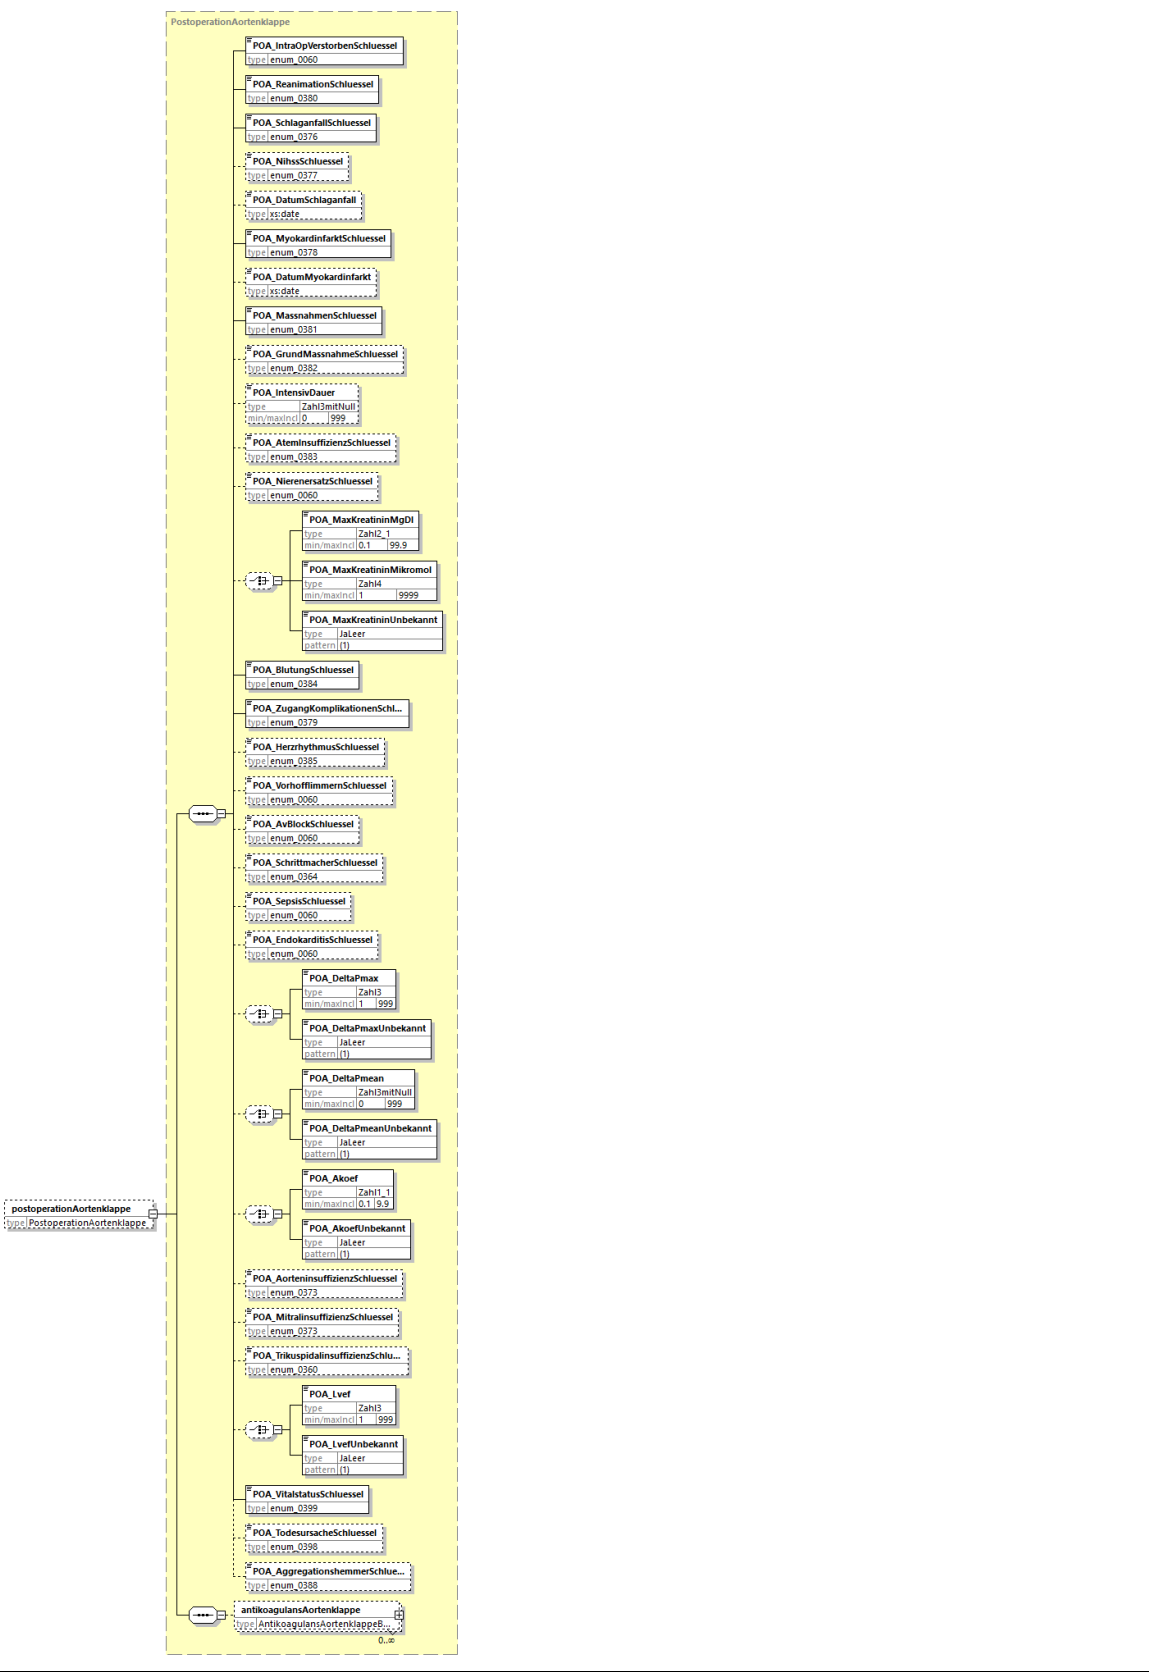 PostoperationAortenklappe
POA_IntraOpVerstorbenSchluessel
type enum_0060
POA_ReanimationSchluessel
type enum_0380
POA_SchlaganfallSchluessel
type enum_0376
POA_NihssSchluessel
type enum_0377
POA_DatumSchlaganfall
type xs:date
POA_MyokardinfarktSchluessel
type enum_0378
POA_DatumMyokardinfarkt
type xs:date
POA_MassnahmenSchluessel
type enum_0381
POA_GrundMassnahmeSchluessel
type enum_0382
POA_IntensivDauer
type Zahl3mitNull
min/maxIncl 0 999
POA_AtemInsuffizienzSchluessel
type enum_0383
POA_NierenersatzSchluessel
type enum_0060
POA_MaxKreatininMgDl
type Zahl2_1
min/maxIncl 0.1 99.9
POA_MaxKreatininMikromol
type Zahl4
min/maxIncl 1 9999
POA_MaxKreatininUnbekannt
type JaLeer
pattern (1)
POA_BlutungSchluessel
type enum_0384
POA_ZugangKomplikationenSchl...
type enum_0379
POA_HerzrhythmusSchluessel
type enum_0385
POA_VorhofflimmernSchluessel
type enum_0060
POA_AvBlockSchluessel
type enum_0060
POA_SchrittmacherSchluessel
type enum_0364
POA_SepsisSchluessel
type enum_0060
POA_EndokarditisSchluessel
type enum_0060
POA_DeltaPmax
type Zahl3
min/maxIncl 1 999
POA_DeltaPmaxUnbekannt
type JaLeer
pattern (1)
POA_DeltaPmean
type Zahl3mitNull
min/maxIncl 0 999
POA_DeltaPmeanUnbekannt
type JaLeer
pattern (1)
POA_Akoef
type Zahl1_1
min/maxIncl 0.1 9.9
postoperationAortenklappe
type PostoperationAortenklappe
POA_AkoefUnbekannt
type JaLeer
pattern (1)
POA_AorteninsuffizienzSchluessel
type enum_0373
POA_MitralinsuffizienzSchluessel
type enum_0373
POA_TrikuspidalinsuffizienzSchlu...
type enum_0360
POA_Lvef
type Zahl3
min/maxIncl 1 999
POA_LvefUnbekannt
type JaLeer
pattern (1)
POA_VitalstatusSchluessel
type enum_0399
POA_TodesursacheSchluessel
type enum_0398
POA_AggregationshemmerSchlue...
type enum_0388
antikoagulansAortenklappe
type AntikoagulansAortenklappeB...
0..∞